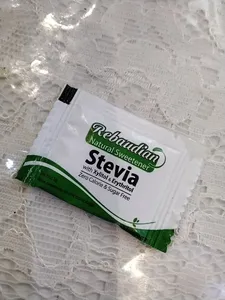 Rebaudian
Natural Sweetener
Stevia
with Xylitol & Erythritol
Zero Calorie & Sugar Free